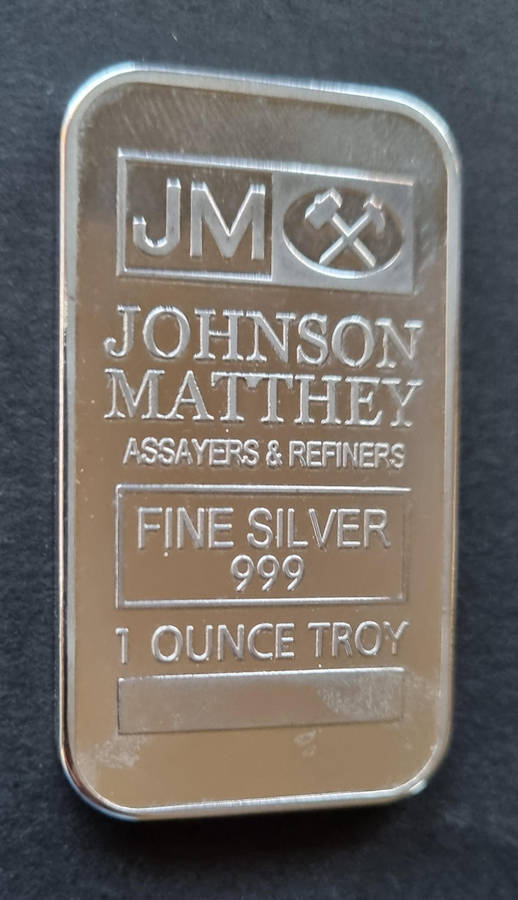 JM
JOHNSON
MATTHEY
ASSAYERS & REFINERS
FINE SILVER
999
1 OUNCE TROY